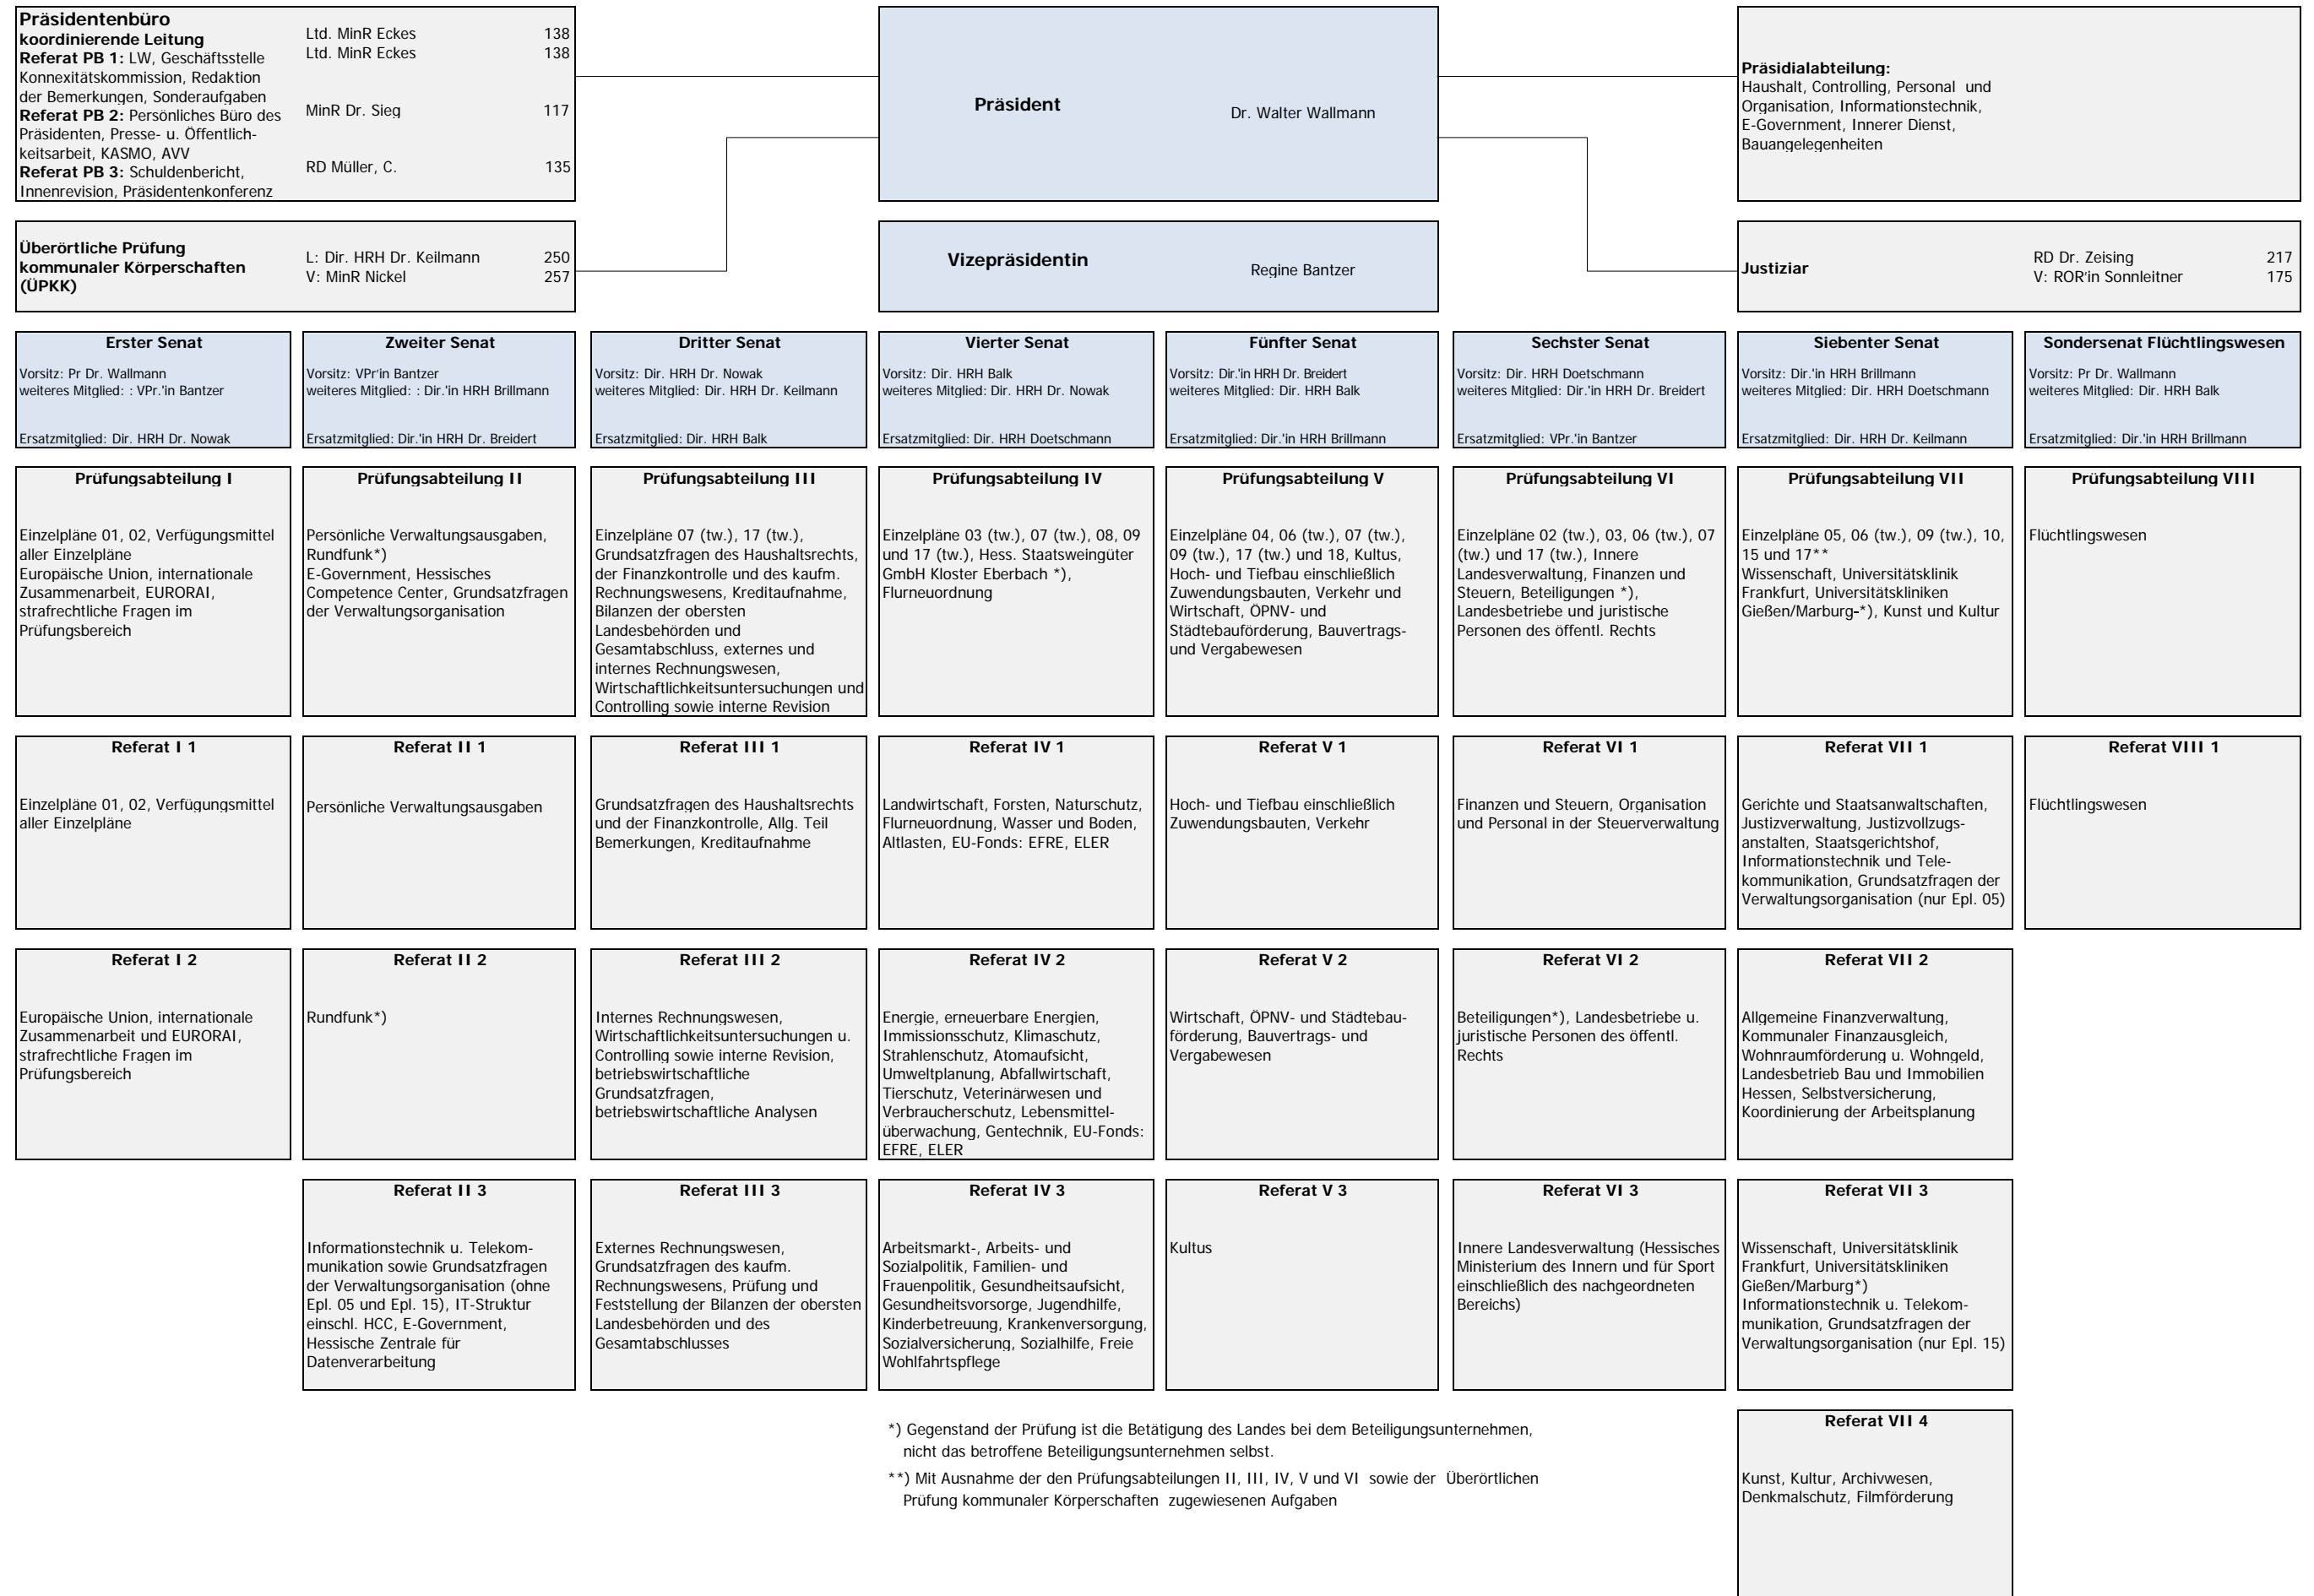 Präsidentenbüro
koordinierende Leitung
Referat PB 1: LW, Geschäftsstelle
Konnexitätskommission, Redaktion
der Bemerkungen, Sonderaufgaben
Referat PB 2: Persönliches Büro des
Präsidenten, Presse- u. Öffentlich-
keitsarbeit, KASMO, AVV
Referat PB 3: Schuldenbericht,
Innenrevision, Präsidentenkonferenz
Ltd. MinR Eckes 138
Ltd. MinR Eckes 138
MinR Dr. Sieg 117
RD Müller, C. 135
Präsident Dr. Walter Wallmann
Präsidialabteilung:
Haushalt, Controlling, Personal und
Organisation, Informationstechnik,
E-Government, Innerer Dienst,
Bauangelegenheiten
Überörtliche Prüfung
kommunaler Körperschaften
(ÜPKK)
L: Dir. HRH Dr. Keilmann 250
V: MinR Nickel 257
Vizepräsidentin Regine Bantzer
Justiziar
RD Dr. Zeising 217
V: ROR'in Sonnleitner 175
Erster Senat
Vorsitz: Pr Dr. Wallmann
weiteres Mitglied: : VPr.'in Bantzer
Ersatzmitglied: Dir. HRH Dr. Nowak
Zweiter Senat
Vorsitz: VPr'in Bantzer
weiteres Mitglied: : Dir.'in HRH Brillmann
Ersatzmitglied: Dir.'in HRH Dr. Breidert
Dritter Senat
Vorsitz: Dir. HRH Dr. Nowak
weiteres Mitglied: Dir. HRH Dr. Keilmann
Ersatzmitglied: Dir. HRH Balk
Vierter Senat
Vorsitz: Dir. HRH Balk
weiteres Mitglied: Dir. HRH Dr. Nowak
Ersatzmitglied: Dir. HRH Doetschmann
Fünfter Senat
Vorsitz: Dir.'in HRH Dr. Breidert
weiteres Mitglied: Dir. HRH Balk
Ersatzmitglied: Dir.'in HRH Brillmann
Sechster Senat
Vorsitz: Dir. HRH Doetschmann
weiteres Mitglied: Dir.'in HRH Dr. Breidert
Ersatzmitglied: VPr.'in Bantzer
Siebenter Senat
Vorsitz: Dir.'in HRH Brillmann
weiteres Mitglied: Dir. HRH Doetschmann
Ersatzmitglied: Dir. HRH Dr. Keilmann
Sondersenat Flüchtlingswesen
Vorsitz: Pr Dr. Wallmann
weiteres Mitglied: Dir. HRH Balk
Ersatzmitglied: Dir.'in HRH Brillmann
Prüfungsabteilung I
Einzelpläne 01, 02, Verfügungsmittel
aller Einzelpläne
Europäische Union, internationale
Zusammenarbeit, EURORAI,
strafrechtliche Fragen im
Prüfungsbereich
Prüfungsabteilung II
Persönliche Verwaltungsausgaben,
Rundfunk*)
E-Government, Hessisches
Competence Center, Grundsatzfragen
der Verwaltungsorganisation
Prüfungsabteilung III
Einzelpläne 07 (tw.), 17 (tw.),
Grundsatzfragen des Haushaltsrechts,
der Finanzkontrolle und des kaufm.
Rechnungswesens, Kreditaufnahme,
Bilanzen der obersten
Landesbehörden und
Gesamtabschluss, externes und
internes Rechnungswesen,
Wirtschaftlichkeitsuntersuchungen und
Controlling sowie interne Revision
Prüfungsabteilung IV
Einzelpläne 03 (tw.), 07 (tw.), 08, 09
und 17 (tw.), Hess. Staatsweingüter
GmbH Kloster Eberbach *),
Flurneuordnung
Prüfungsabteilung V
Einzelpläne 04, 06 (tw.), 07 (tw.),
09 (tw.), 17 (tw.) und 18, Kultus,
Hoch- und Tiefbau einschließlich
Zuwendungsbauten, Verkehr und
Wirtschaft, ÖPNV- und
Städtebauförderung, Bauvertrags-
und Vergabewesen
Prüfungsabteilung VI
Einzelpläne 02 (tw.), 03, 06 (tw.), 07
(tw.) und 17 (tw.), Innere
Landesverwaltung, Finanzen und
Steuern, Beteiligungen *),
Landesbetriebe und juristische
Personen des öffentl. Rechts
Prüfungsabteilung VII
Einzelpläne 05, 06 (tw.), 09 (tw.), 10,
15 und 17**
Wissenschaft, Universitätsklinik
Frankfurt, Universitätskliniken
Gießen/Marburg-*), Kunst und Kultur
Prüfungsabteilung VIII
Flüchtlingswesen
Referat I 1
Einzelpläne 01, 02, Verfügungsmittel
aller Einzelpläne
Referat II 1
Persönliche Verwaltungsausgaben
Referat III 1
Grundsatzfragen des Haushaltsrechts
und der Finanzkontrolle, Allg. Teil
Bemerkungen, Kreditaufnahme
Referat IV 1
Landwirtschaft, Forsten, Naturschutz,
Flurneuordnung, Wasser und Boden,
Altlasten, EU-Fonds: EFRE, ELER
Referat V 1
Hoch- und Tiefbau einschließlich
Zuwendungsbauten, Verkehr
Referat VI 1
Finanzen und Steuern, Organisation
und Personal in der Steuerverwaltung
Referat VII 1
Gerichte und Staatsanwaltschaften,
Justizverwaltung, Justizvollzugs-
anstalten, Staatsgerichtshof,
Informationstechnik und Tele-
kommunikation, Grundsatzfragen der
Verwaltungsorganisation (nur Epl. 05)
Referat VIII 1
Flüchtlingswesen
Referat I 2
Europäische Union, internationale
Zusammenarbeit und EURORAI,
strafrechtliche Fragen im
Prüfungsbereich
Referat II 2
Rundfunk*)
Referat III 2
Internes Rechnungswesen,
Wirtschaftlichkeitsuntersuchungen u.
Controlling sowie interne Revision,
betriebswirtschaftliche
Grundsatzfragen,
betriebswirtschaftliche Analysen
Referat IV 2
Energie, erneuerbare Energien,
Immissionsschutz, Klimaschutz,
Strahlenschutz, Atomaufsicht,
Umweltplanung, Abfallwirtschaft,
Tierschutz, Veterinärwesen und
Verbraucherschutz, Lebensmittel-
überwachung, Gentechnik, EU-Fonds:
EFRE, ELER
Referat V 2
Wirtschaft, ÖPNV- und Städtebau-
förderung, Bauvertrags- und
Vergabewesen
Referat VI 2
Beteiligungen*), Landesbetriebe u.
juristische Personen des öffentl.
Rechts
Referat VII 2
Allgemeine Finanzverwaltung,
Kommunaler Finanzausgleich,
Wohnraumförderung u. Wohngeld,
Landesbetrieb Bau und Immobilien
Hessen, Selbstversicherung,
Koordinierung der Arbeitsplanung
Referat II 3
Informationstechnik u. Telekom-
munikation sowie Grundsatzfragen
der Verwaltungsorganisation (ohne
Epl. 05 und Epl. 15), IT-Struktur
einschl. HCC, E-Government,
Hessische Zentrale für
Datenverarbeitung
Referat III 3
Externes Rechnungswesen,
Grundsatzfragen des kaufm.
Rechnungswesens, Prüfung und
Feststellung der Bilanzen der obersten
Landesbehörden und des
Gesamtabschlusses
Referat IV 3
Arbeitsmarkt-, Arbeits- und
Sozialpolitik, Familien- und
Frauenpolitik, Gesundheitsaufsicht,
Gesundheitsvorsorge, Jugendhilfe,
Kinderbetreuung, Krankenversorgung,
Sozialversicherung, Sozialhilfe, Freie
Wohlfahrtspflege
Referat V 3
Kultus
Referat VI 3
Innere Landesverwaltung (Hessisches
Ministerium des Innern und für Sport
einschließlich des nachgeordneten
Bereichs)
Referat VII 3
Wissenschaft, Universitätsklinik
Frankfurt, Universitätskliniken
Gießen/Marburg*)
Informationstechnik u. Telekom-
munikation, Grundsatzfragen der
Verwaltungsorganisation (nur Epl. 15)
*) Gegenstand der Prüfung ist die Betätigung des Landes bei dem Beteiligungsunternehmen,
nicht das betroffene Beteiligungsunternehmen selbst.
**) Mit Ausnahme der den Prüfungsabteilungen II, III, IV, V und VI sowie der Überörtlichen
Prüfung kommunaler Körperschaften zugewiesenen Aufgaben
Referat VII 4
Kunst, Kultur, Archivwesen,
Denkmalschutz, Filmförderung